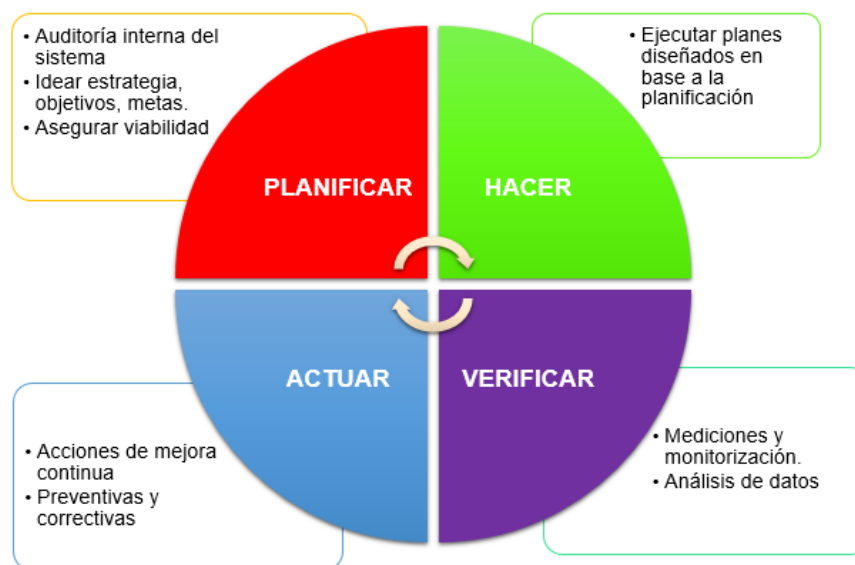 • Auditoría interna del
sistema
• Idear estrategia,
objetivos, metas.
• Asegurar viabilidad
• Ejecutar planes
diseñados en
base a la
planificación
PLANIFICAR
HACER
ACTUAR
VERIFICAR
• Acciones de mejora
continua
• Preventivas y
correctivas
• Mediciones y
monitorización.
• Análisis de datos